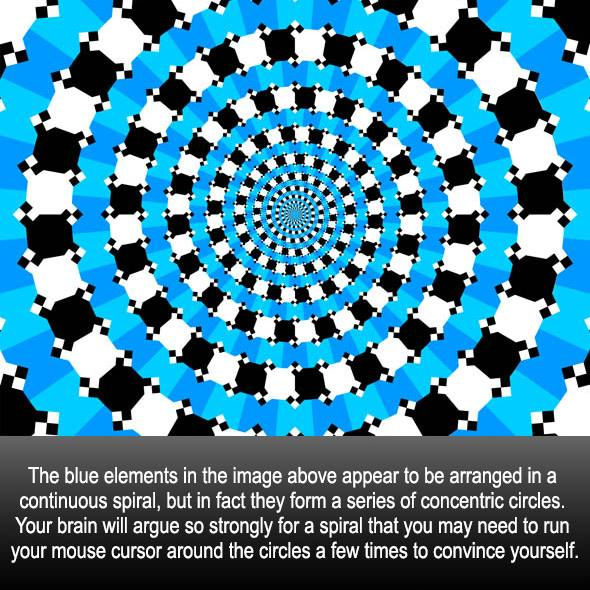 The blue elements in the image above appear to be arranged in a
continuous spiral, but in fact they form a series of concentric circles.
Your brain will argue so strongly for a spiral that you may need to run
your mouse cursor around the circles a few times to convince yourself.